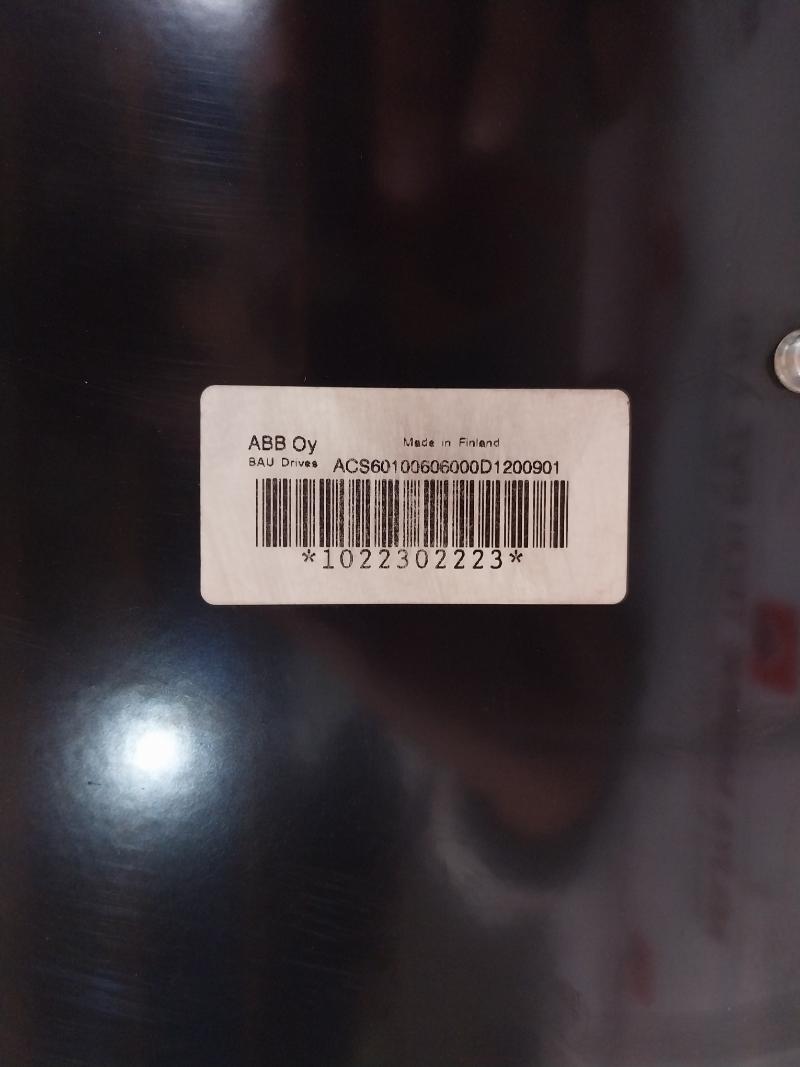 ABB Oy
Made in Finland
BAU Drives ACS60100606000D1200901
*1022302223*